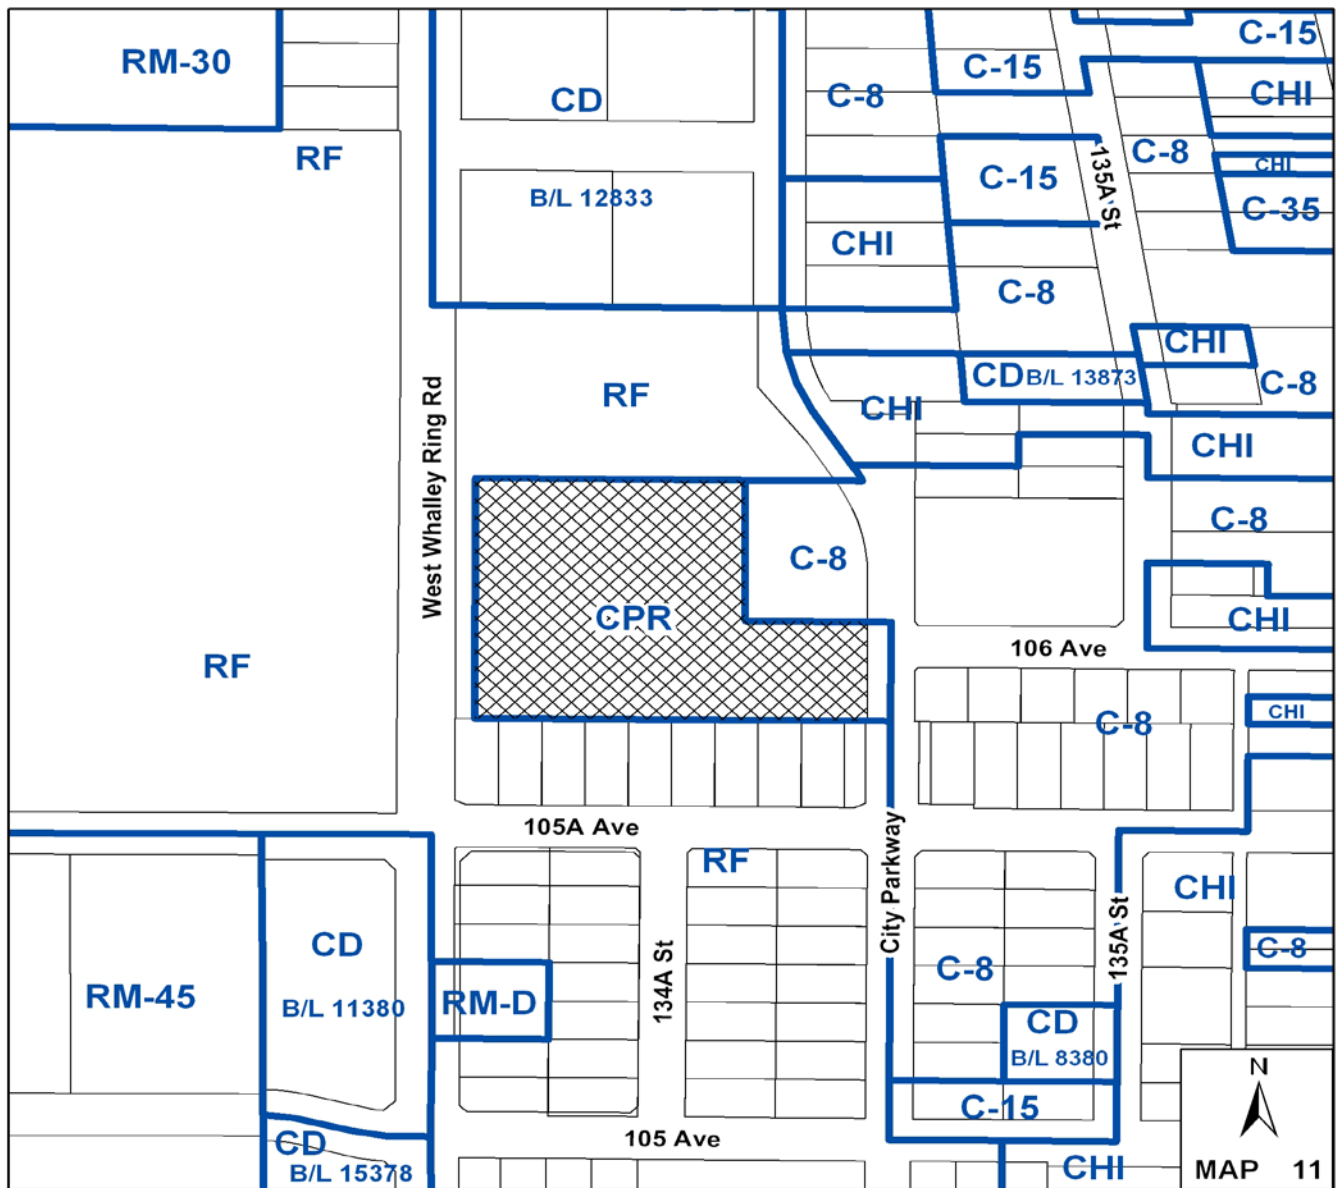 C-15
RM-30
C-15
CHI
CD
C-8
C-8
RF
CHI
C-15
135A St
B/L 12833
C-35
CHI
C-8
CHI
CD B/L 13873
C-8
RF
CHI
West Whalley Ring Rd
CHI
C-8
C-8
CPR
CHI
106 Ave
RF
CHI
C-8
105A Ave
City Parkway
RF
CHI
135A St
CD
C-8
134A St
C-8
RM-45
B/L 11380
RM-D
CD
B/L 8380
N
C-15
105 Ave
CD
B/L 15378
CHI
MAP 11